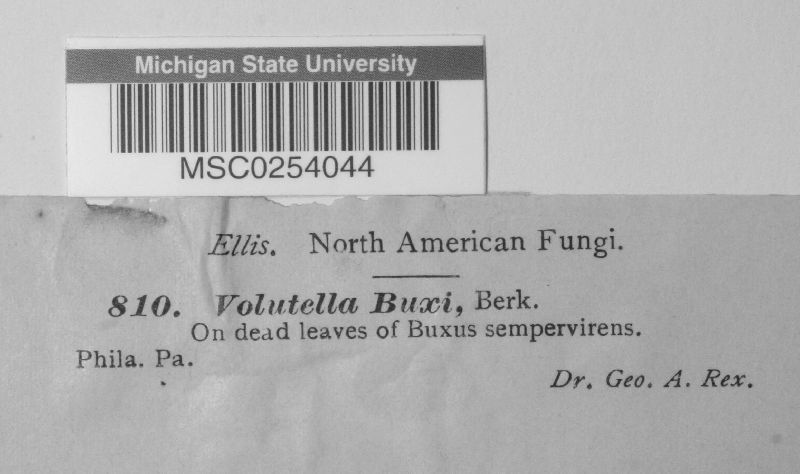 Michigan State University
MSC0254044
Ellis. North American Fungi.
810. Volutella Buxi, Berk.
On dead leaves of Buxus sempervirens.
Phila. Pa.
Dr. Geo. A. Rex.